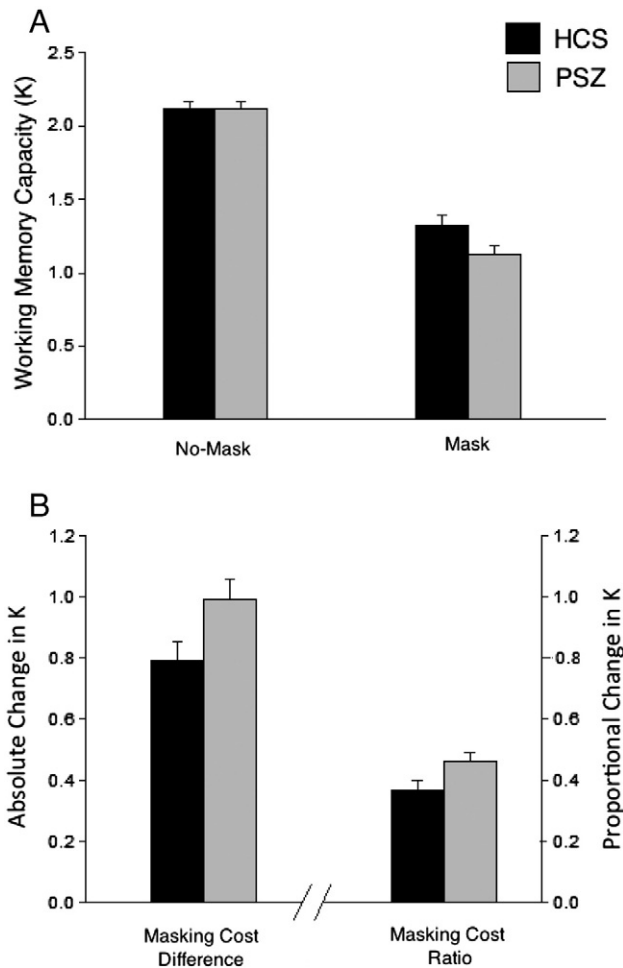 A
HCS
PSZ
Working Memory Capacity (K)
2.5
2.0
1.5
1.0
0.5
0.0
No-Mask
Mask
B
Absolute Change in K
1.2
1.0
0.8
0.6
0.4
0.2
0.0
Proportional Change in K
1.2
1.0
0.8
0.6
0.4
0.2
0.0
Masking Cost
Difference
Masking Cost
Ratio